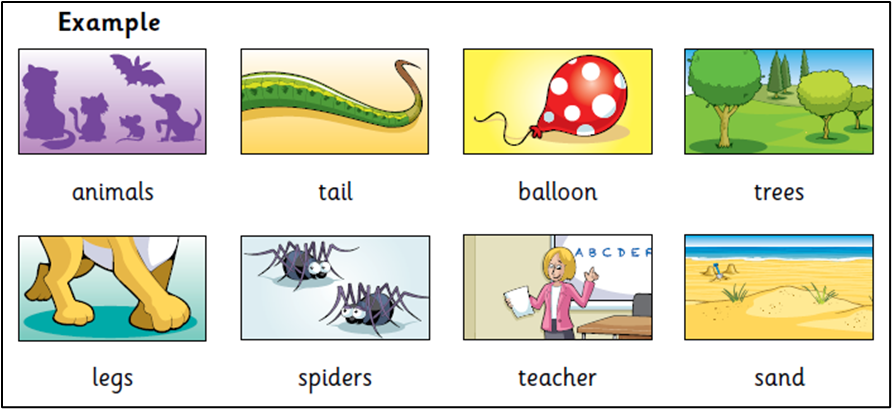 Example
animals tail balloon trees
A B C D E F
legs spiders teacher sand